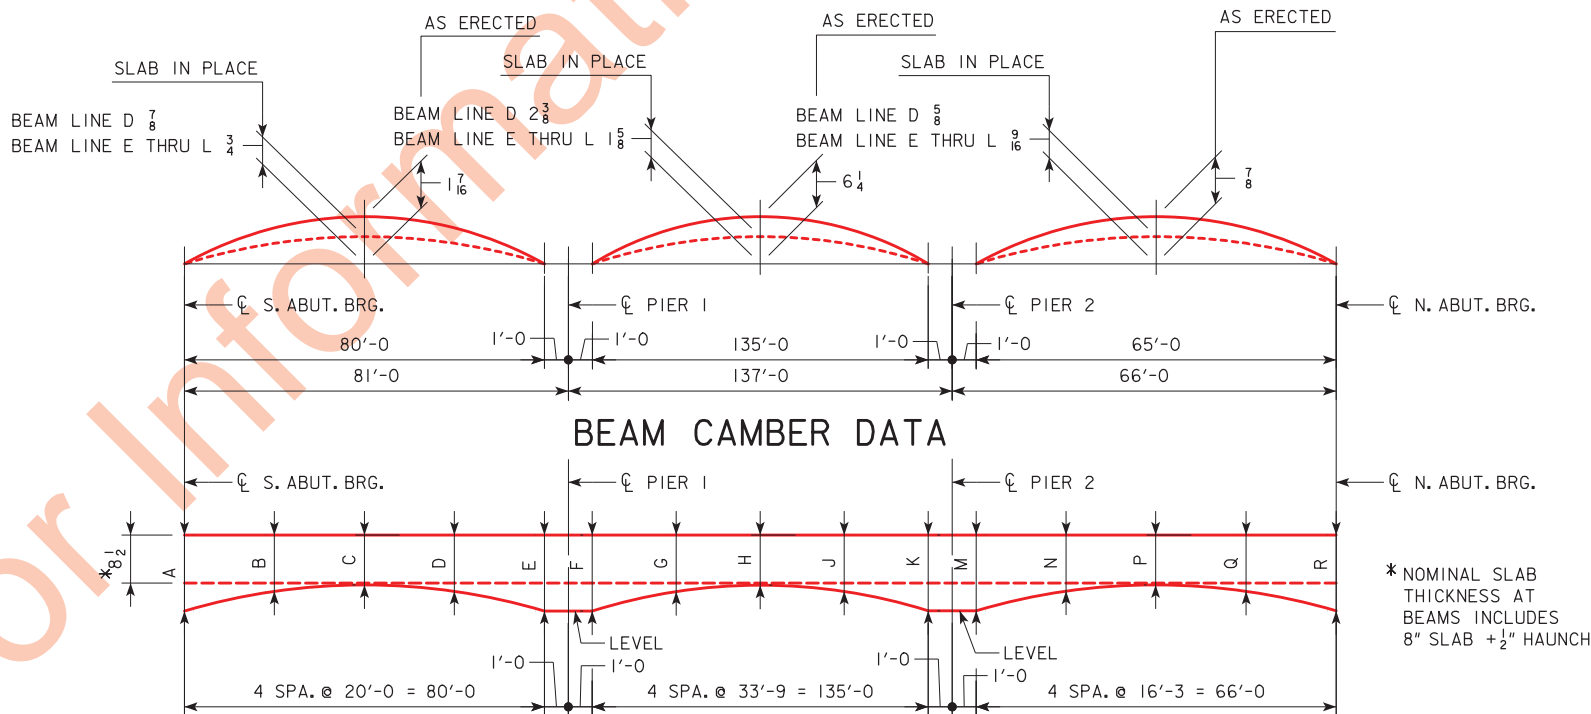 AS ERECTED
AS ERECTED
AS ERECTED
SLAB IN PLACE
SLAB IN PLACE
SLAB IN PLACE
BEAM LINE D 7/8
BEAM LINE E THRU L 3/4
BEAM LINE D 2 3/8
BEAM LINE E THRU L 1 5/8
BEAM LINE D 5/8
BEAM LINE E THRU L 9/16
1 7/16
6 1/4
7/8
℄ S. ABUT. BRG.
℄ PIER 1
℄ PIER 2
℄ N. ABUT. BRG.
80'-0
1'-0
1'-0
135'-0
1'-0
1'-0
65'-0
81'-0
137'-0
66'-0
BEAM CAMBER DATA
℄ S. ABUT. BRG.
℄ PIER 1
℄ PIER 2
℄ N. ABUT. BRG.
* 8 1/2
A
B
C
D
E
F
G
H
J
K
M
N
P
Q
R
* NOMINAL SLAB
THICKNESS AT
BEAMS INCLUDES
8" SLAB + 1/2" HAUNCH
LEVEL
LEVEL
1'-0
1'-0
1'-0
1'-0
4 SPA. @ 20'-0 = 80'-0
4 SPA. @ 33'-9 = 135'-0
4 SPA. @ 16'-3 = 66'-0
or Informati